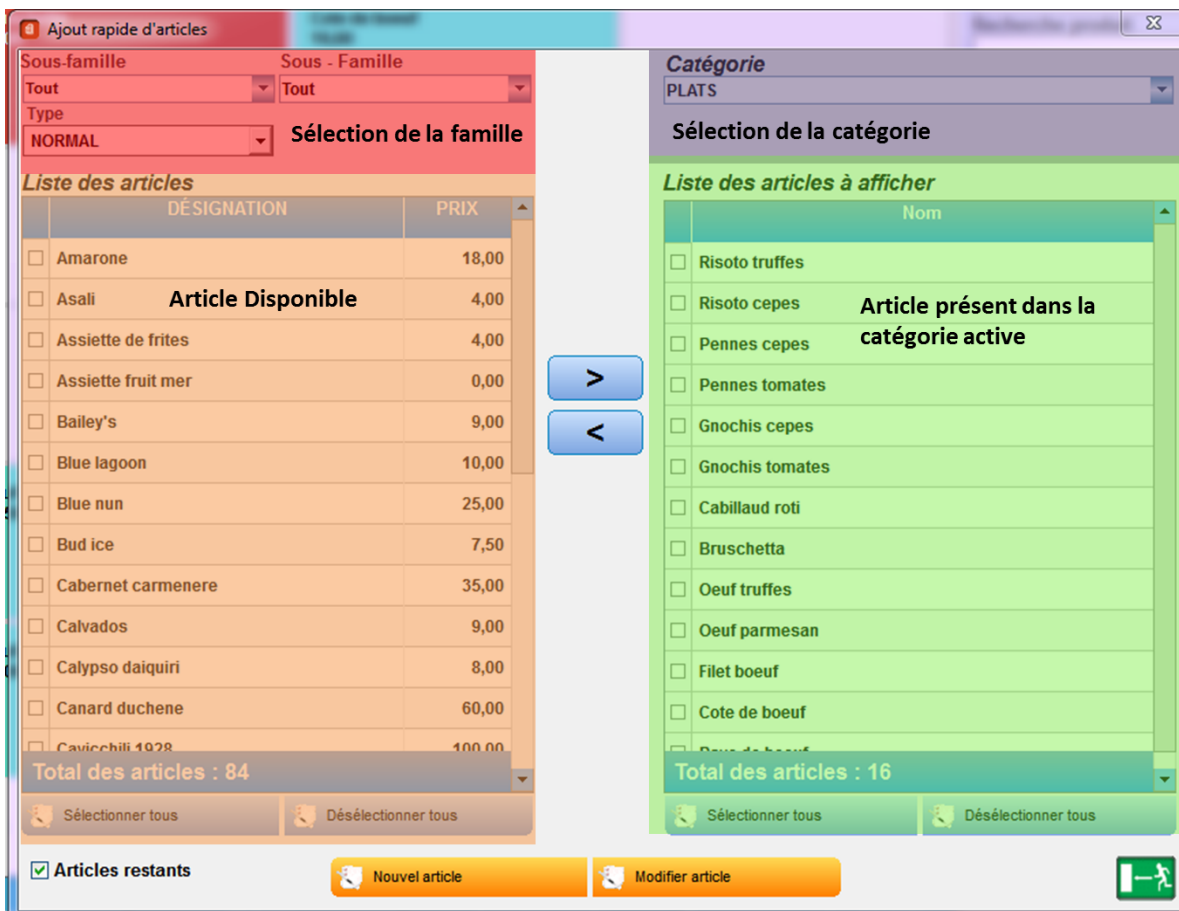 Ajout rapide d'articles
Sous-famille
Sous - Famille
Tout
Tout
Type
NORMAL
Sélection de la famille
Catégorie
PLATS
Sélection de la catégorie
Liste des articles
DÉSIGNATION PRIX
Amarone 18,00
Asali 4,00
Assiette de frites 4,00
Assiette fruit mer 0,00
Bailey's 9,00
Blue lagoon 10,00
Blue nun 25,00
Bud ice 7,50
Cabernet carmenere 35,00
Calvados 9,00
Calypso daiquiri 8,00
Canard duchene 60,00
Cavicchili 1928 100,00
Article Disponible
Total des articles : 84
Sélectionner tous
Désélectionner tous
>
<
Liste des articles à afficher
Nom
Risoto truffes
Risoto cepes
Pennes cepes
Pennes tomates
Gnochis cepes
Gnochis tomates
Cabillaud roti
Bruschetta
Oeuf truffes
Oeuf parmesan
Filet boeuf
Cote de boeuf
Article présent dans la
catégorie active
Total des articles : 16
Sélectionner tous
Désélectionner tous
Articles restants
Nouvel article
Modifier article